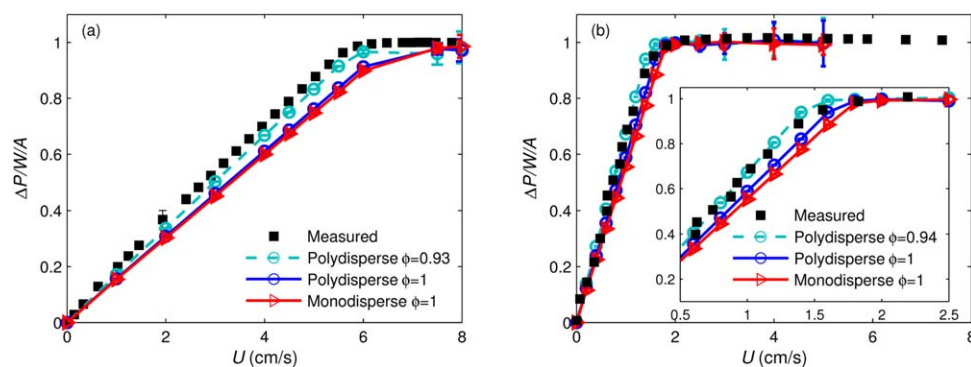 (a)
ΔP/W/A
1
0.8
0.6
0.4
0.2
0
Measured
Polydisperse ϕ=0.93
Polydisperse ϕ=1
Monodisperse ϕ=1
0 2 4 6 8
U (cm/s)
(b)
ΔP/W/A
1
0.8
0.6
0.4
0.2
0
1
0.8
0.6
0.4
0.2
Measured
Polydisperse ϕ=0.94
Polydisperse ϕ=1
Monodisperse ϕ=1
0.5 1 1.5 2 2.5
0 2 4 6 8
U (cm/s)